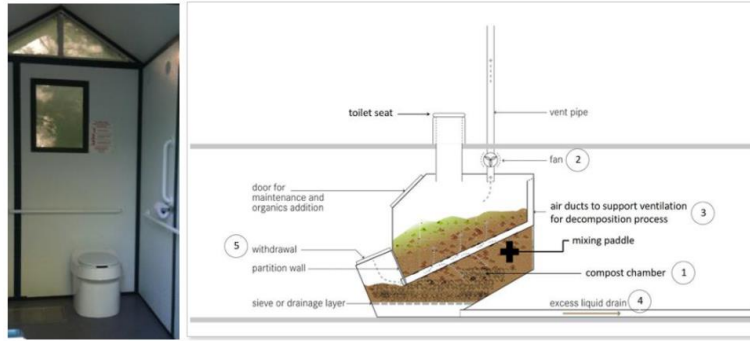 toilet seat
vent pipe
fan 2
door for
maintenance and
organics addition
air ducts to support ventilation
for decomposition process 3
5 withdrawal
mixing paddle
partition wall
compost chamber 1
sieve or drainage layer
excess liquid drain 4